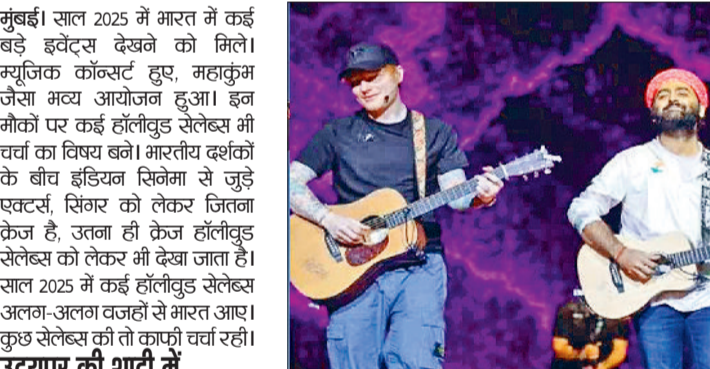 मुंबई। साल 2025 में भारत में कई
बड़े इवेंट्स देखने को मिले।
म्यूजिक कॉन्सर्ट हुए, महाकुंभ
जैसा भव्य आयोजन हुआ। इन
मौकों पर कई हॉलीवुड सेलेब्स भी
चर्चा का विषय बने। भारतीय दर्शकों
के बीच इंडियन सिनेमा से जुड़े
एक्टर्स, सिंगर को लेकर जितना
क्रेज है, उतना ही क्रेज हॉलीवुड
सेलेब्स को लेकर भी देखा जाता है।
साल 2025 में कई हॉलीवुड सेलेब्स
अलग-अलग वजहों से भारत आए।
कुछ सेलेब्स की तो काफी चर्चा रही।
उदयपुर की शादी में